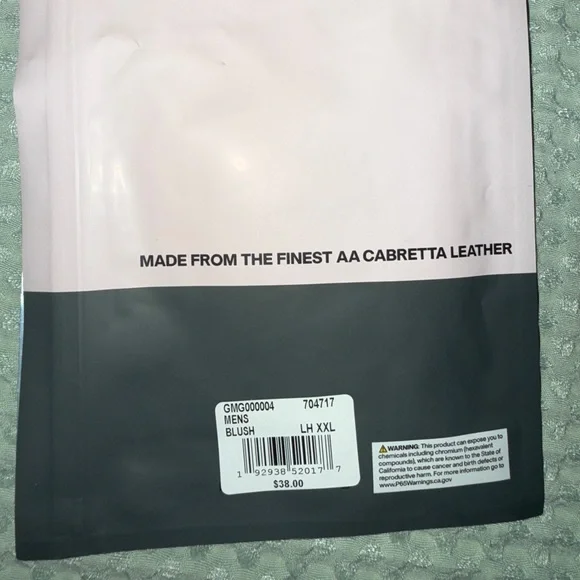 MADE FROM THE FINEST AA CABRETTA LEATHER
GMG000004 704717
MENS
BLUSH LH XXL
1 92938 52017 7
$38.00
WARNING: This product can expose you to
chemicals including chromium (hexavalent
compounds), which are known to the State of
California to cause cancer and birth defects or
reproductive harm. For more information go to
www.P65Warnings.ca.gov